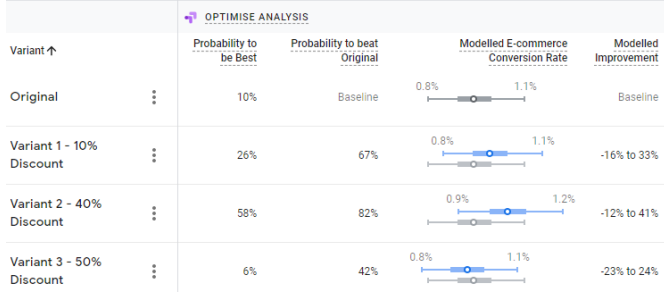 OPTIMISE ANALYSIS
Variant
Probability to be Best
Probability to beat Original
Modelled E-commerce Conversion Rate
Modelled Improvement
Original
10%
Baseline
0.8% 1.1%
Baseline
Variant 1 - 10% Discount
26%
67%
0.8% 1.1%
-16% to 33%
Variant 2 - 40% Discount
58%
82%
0.9% 1.2%
-12% to 41%
Variant 3 - 50% Discount
6%
42%
0.8% 1.1%
-23% to 24%